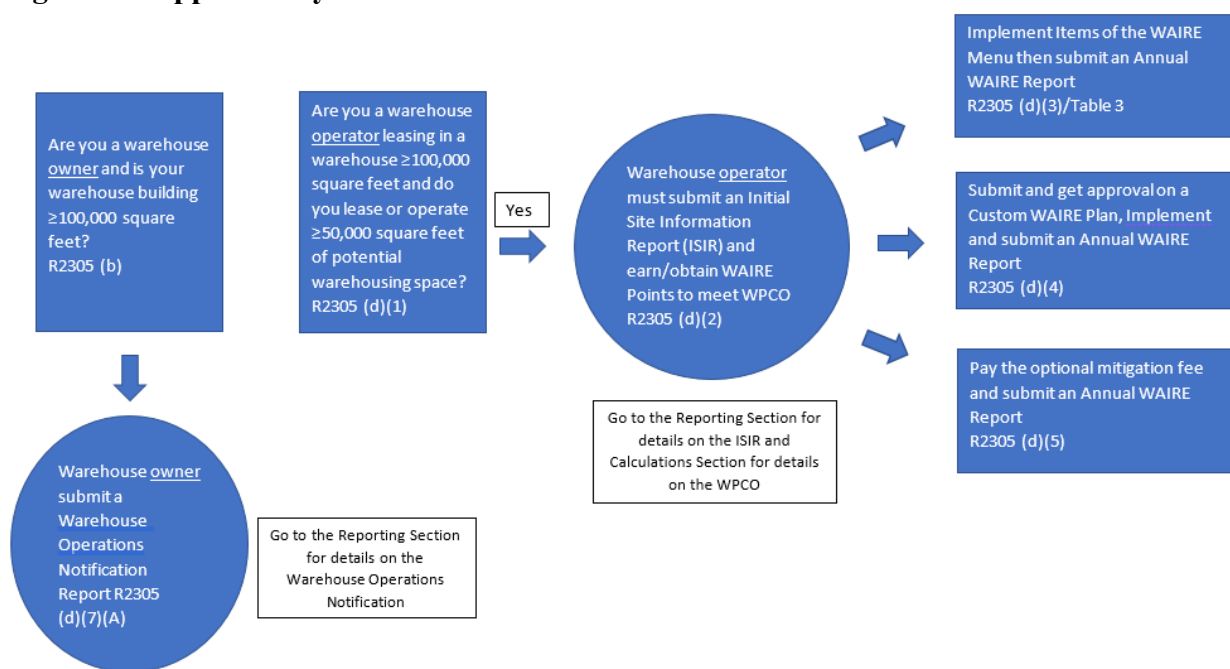 Are you a warehouse
owner and is your
warehouse building
≥100,000 square
feet?
R2305 (b)
Warehouse owner
submit a
Warehouse
Operations
Notification
Report R2305
(d)(7)(A)
Go to the Reporting Section
for details on the
Warehouse Operations
Notification
Are you a warehouse
operator leasing in a
warehouse ≥100,000
square feet and do
you lease or operate
≥50,000 square feet
of potential
warehousing space?
R2305 (d)(1)
Yes
Warehouse operator
must submit an Initial
Site Information
Report (ISIR) and
earn/obtain WAIRE
Points to meet WPCO
R2305 (d)(2)
Go to the Reporting Section for
details on the ISIR and
Calculations Section for details
on the WPCO
Implement Items of the WAIRE
Menu then submit an Annual
WAIRE Report
R2305 (d)(3)/Table 3
Submit and get approval on a
Custom WAIRE Plan, Implement
and submit an Annual WAIRE
Report
R2305 (d)(4)
Pay the optional mitigation fee
and submit an Annual WAIRE
Report
R2305 (d)(5)